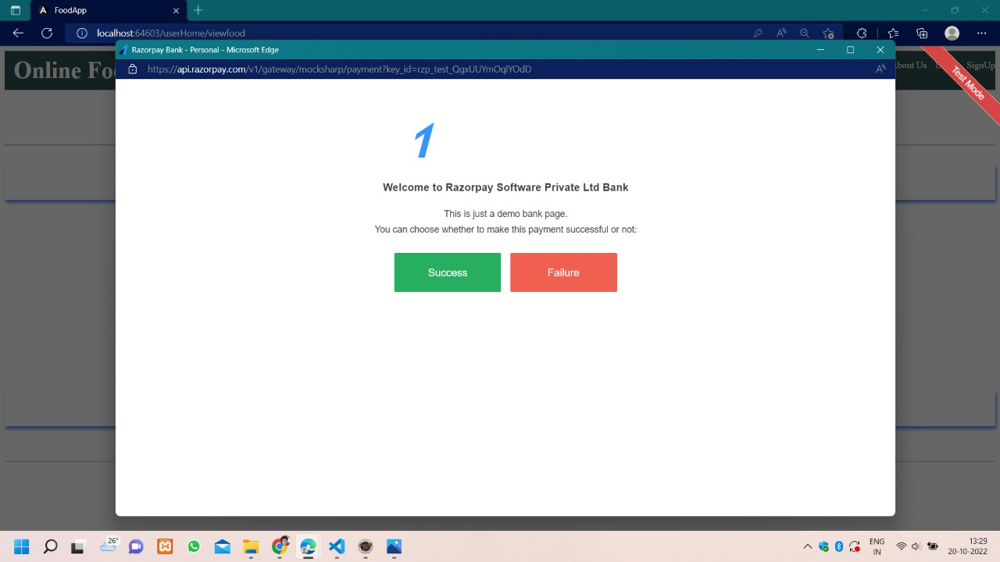 FoodApp
localhost:64603/userHome/viewfood
Razorpay Bank - Personal - Microsoft Edge
https://api.razorpay.com/v1/gateway/mocksharp/payment?key_id=rzp_test_QgxUUYmOqlYOdD
Online Fo
bout Us
SignUp
Test Mode
Welcome to Razorpay Software Private Ltd Bank
This is just a demo bank page.
You can choose whether to make this payment successful or not:
Success Failure
26°
ENG
IN
13:29
20-10-2022